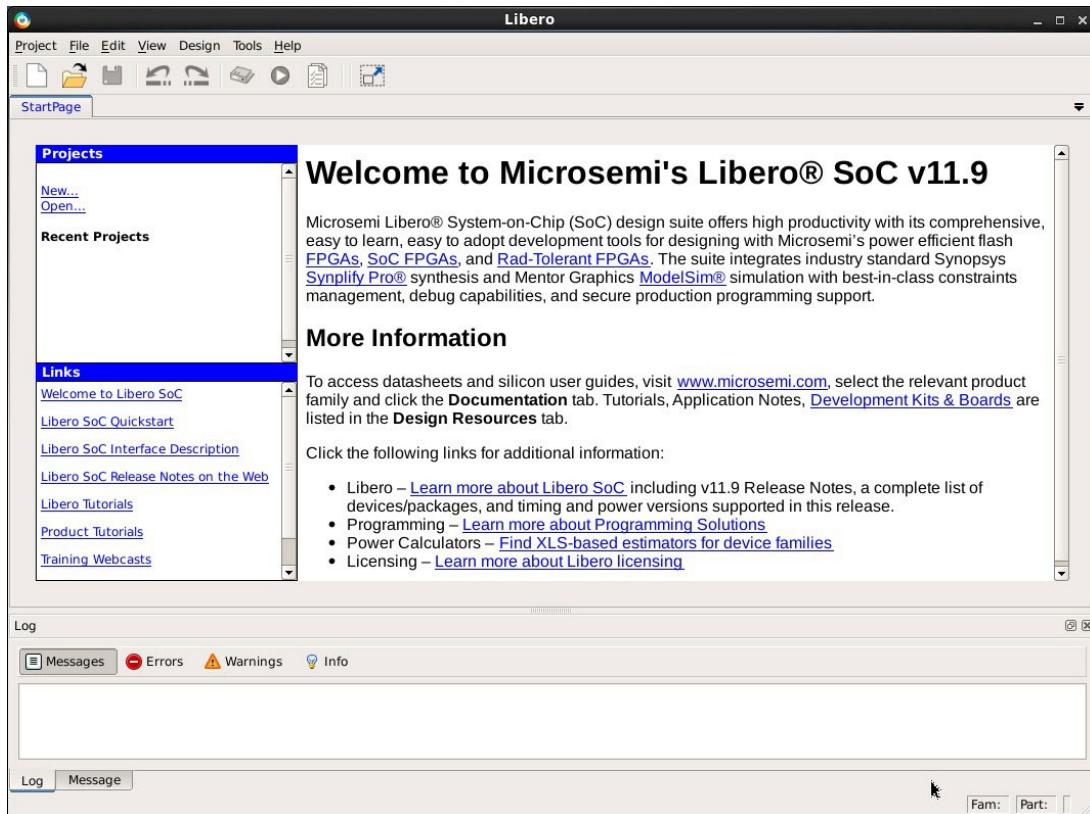 Libero
Project File Edit View Design Tools Help
StartPage
Projects
New...
Open...
Recent Projects
Links
Welcome to Libero SoC
Libero SoC Quickstart
Libero SoC Interface Description
Libero SoC Release Notes on the Web
Libero Tutorials
Product Tutorials
Training Webcasts
Welcome to Microsemi's Libero® SoC v11.9
Microsemi Libero® System-on-Chip (SoC) design suite offers high productivity with its comprehensive,
easy to learn, easy to adopt development tools for designing with Microsemi's power efficient flash
FPGAs, SoC FPGAs, and Rad-Tolerant FPGAs. The suite integrates industry standard Synopsys
Synplify Pro® synthesis and Mentor Graphics ModelSim® simulation with best-in-class constraints
management, debug capabilities, and secure production programming support.
More Information
To access datasheets and silicon user guides, visit www.microsemi.com, select the relevant product
family and click the Documentation tab. Tutorials, Application Notes, Development Kits & Boards are
listed in the Design Resources tab.
Click the following links for additional information:
• Libero – Learn more about Libero SoC including v11.9 Release Notes, a complete list of
devices/packages, and timing and power versions supported in this release.
• Programming – Learn more about Programming Solutions
• Power Calculators – Find XLS-based estimators for device families
• Licensing – Learn more about Libero licensing
Log
Messages Errors Warnings Info
Log Message
Fam: Part: